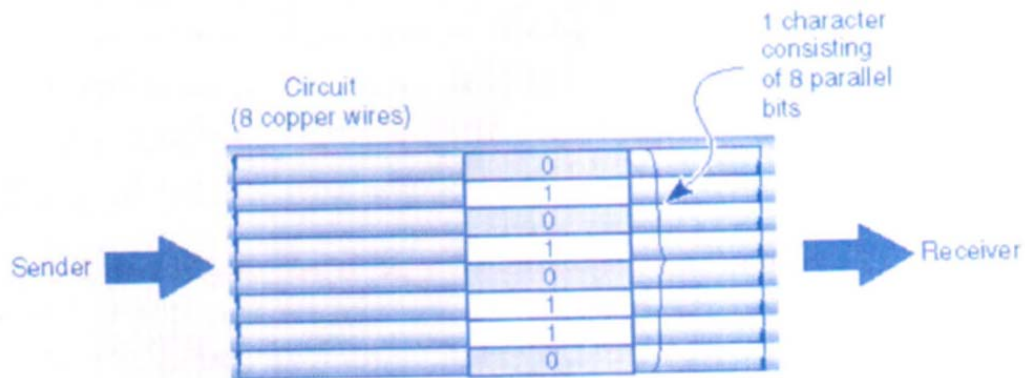 1 character
consisting
of 8 parallel
bits
Circuit
(8 copper wires)
0
1
0
1
0
1
1
0
Sender
Receiver